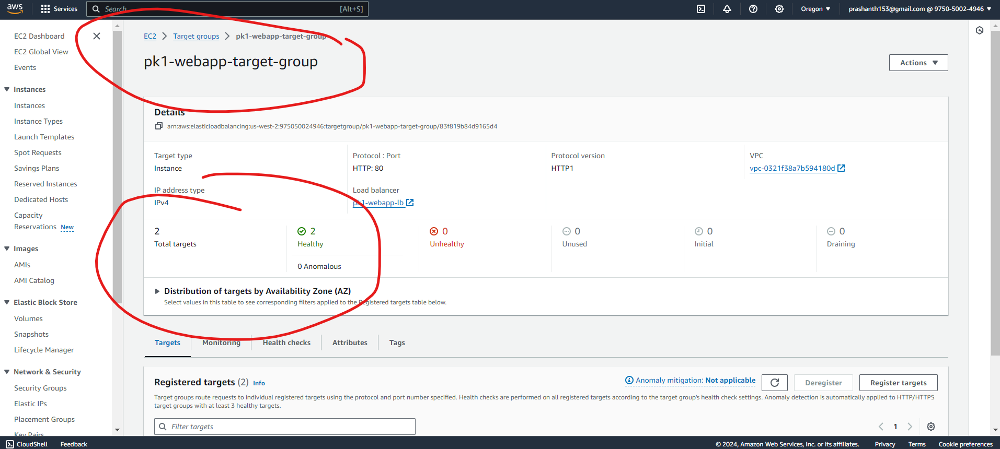 aws
Services
Search
[Alt+S]
Oregon
prashanth153@gmail.com @ 9750-5002-4946
EC2 Dashboard
EC2 Global View
Events
Instances
Instances
Instance Types
Launch Templates
Spot Requests
Savings Plans
Reserved Instances
Dedicated Hosts
Capacity
Reservations New
Images
AMIs
AMI Catalog
Elastic Block Store
Volumes
Snapshots
Lifecycle Manager
Network & Security
Security Groups
Elastic IPs
Placement Groups
Key Pairs
EC2 > Target groups > pk1-webapp-target-group
pk1-webapp-target-group
Actions
Details
arn:aws:elasticloadbalancing:us-west-2:975050024946:targetgroup/pk1-webapp-target-group/83f819b84d9165d4
Target type
Instance
Protocol : Port
HTTP: 80
Protocol version
HTTP1
VPC
vpc-0321f38a7b594180d
IP address type
IPv4
Load balancer
pk1-webapp-lb
2
Total targets
2
Healthy
0 Anomalous
0
Unhealthy
0
Unused
0
Initial
0
Draining
Distribution of targets by Availability Zone (AZ)
Select values in this table to see corresponding filters applied to the Registered targets table below.
Targets
Monitoring
Health checks
Attributes
Tags
Registered targets (2) Info
Anomaly mitigation: Not applicable
Deregister
Register targets
Target groups route requests to individual registered targets using the protocol and port number specified. Health checks are performed on all registered targets according to the target group's health check settings. Anomaly detection is automatically applied to HTTP/HTTPS
target groups with at least 3 healthy targets.
Filter targets
1
CloudShell
Feedback
© 2024, Amazon Web Services, Inc. or its affiliates.
Privacy
Terms
Cookie preferences